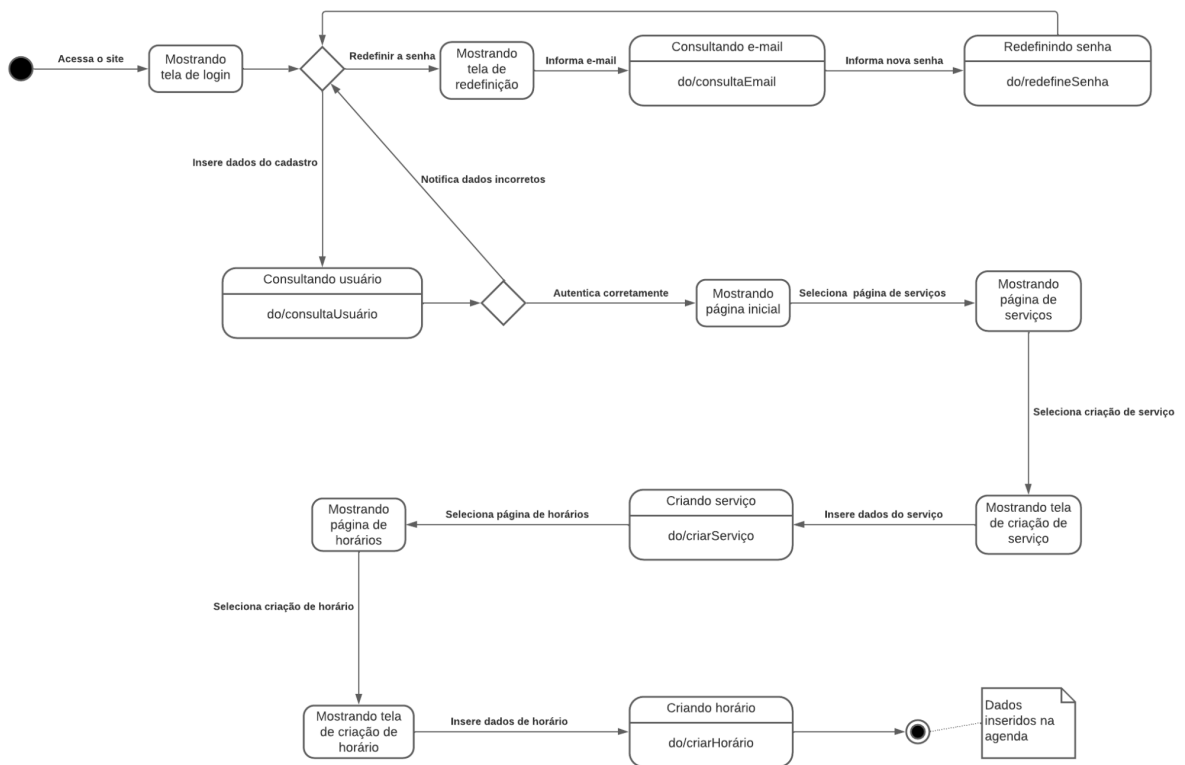 Acessa o site
Mostrando
tela de login
Redefinir a senha
Mostrando
tela de
redefinição
Informa e-mail
Consultando e-mail
do/consultaEmail
Informa nova senha
Redefinindo senha
do/redefineSenha
Insere dados do cadastro
Notifica dados incorretos
Consultando usuário
do/consultaUsuário
Autentica corretamente
Mostrando
página inicial
Seleciona página de serviços
Mostrando
página de
serviços
Seleciona criação de serviço
Mostrando tela
de criação de
serviço
Insere dados do serviço
Criando serviço
do/criarServiço
Seleciona página de horários
Mostrando
página de
horários
Seleciona criação de horário
Mostrando tela
de criação de
horário
Insere dados de horário
Criando horário
do/criarHorário
Dados
inseridos na
agenda